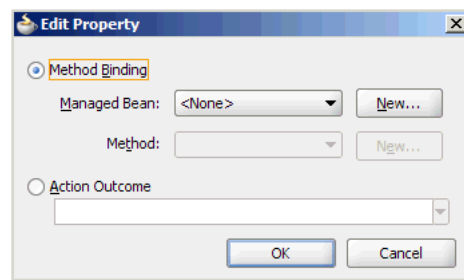 Edit Property
Method Binding
Managed Bean: <None> New...
Method: New...
Action Outcome
OK Cancel